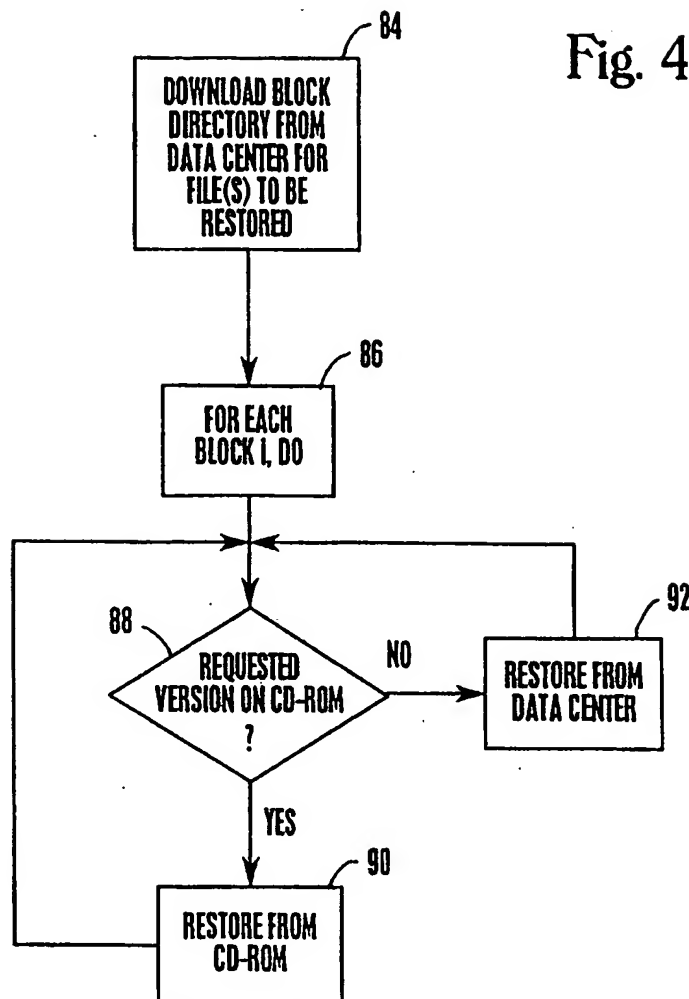 84
Fig. 4
DOWNLOAD BLOCK
DIRECTORY FROM
DATA CENTER FOR
FILE(S) TO BE
RESTORED
86
FOR EACH
BLOCK I, DO
88
REQUESTED
VERSION ON CD-ROM
?
NO
92
RESTORE FROM
DATA CENTER
YES
90
RESTORE FROM
CD-ROM